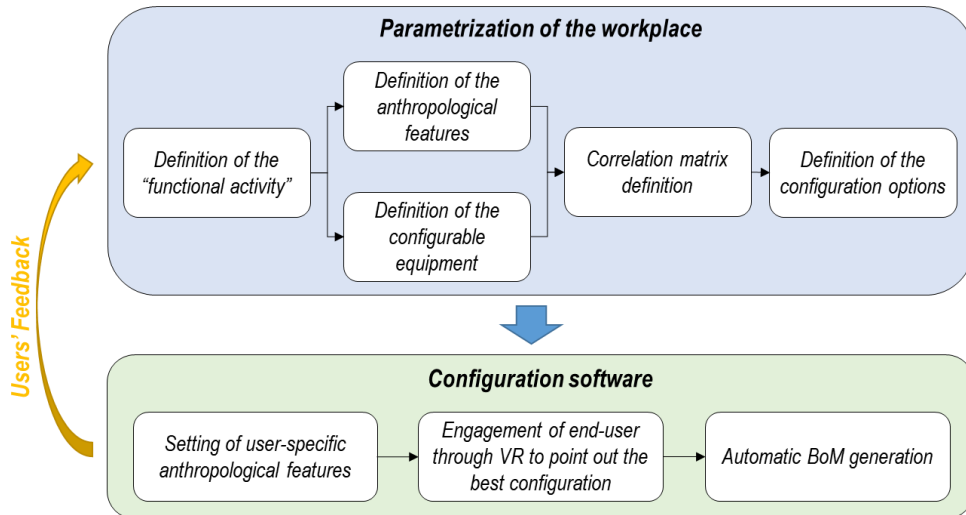 Parametrization of the workplace
Definition of the
anthropological
features
Definition of the
“functional activity”
Correlation matrix
definition
Definition of the
configuration options
Definition of the
configurable
equipment
Users’ Feedback
Configuration software
Setting of user-specific
anthropological features
Engagement of end-user
through VR to point out the
best configuration
Automatic BoM generation